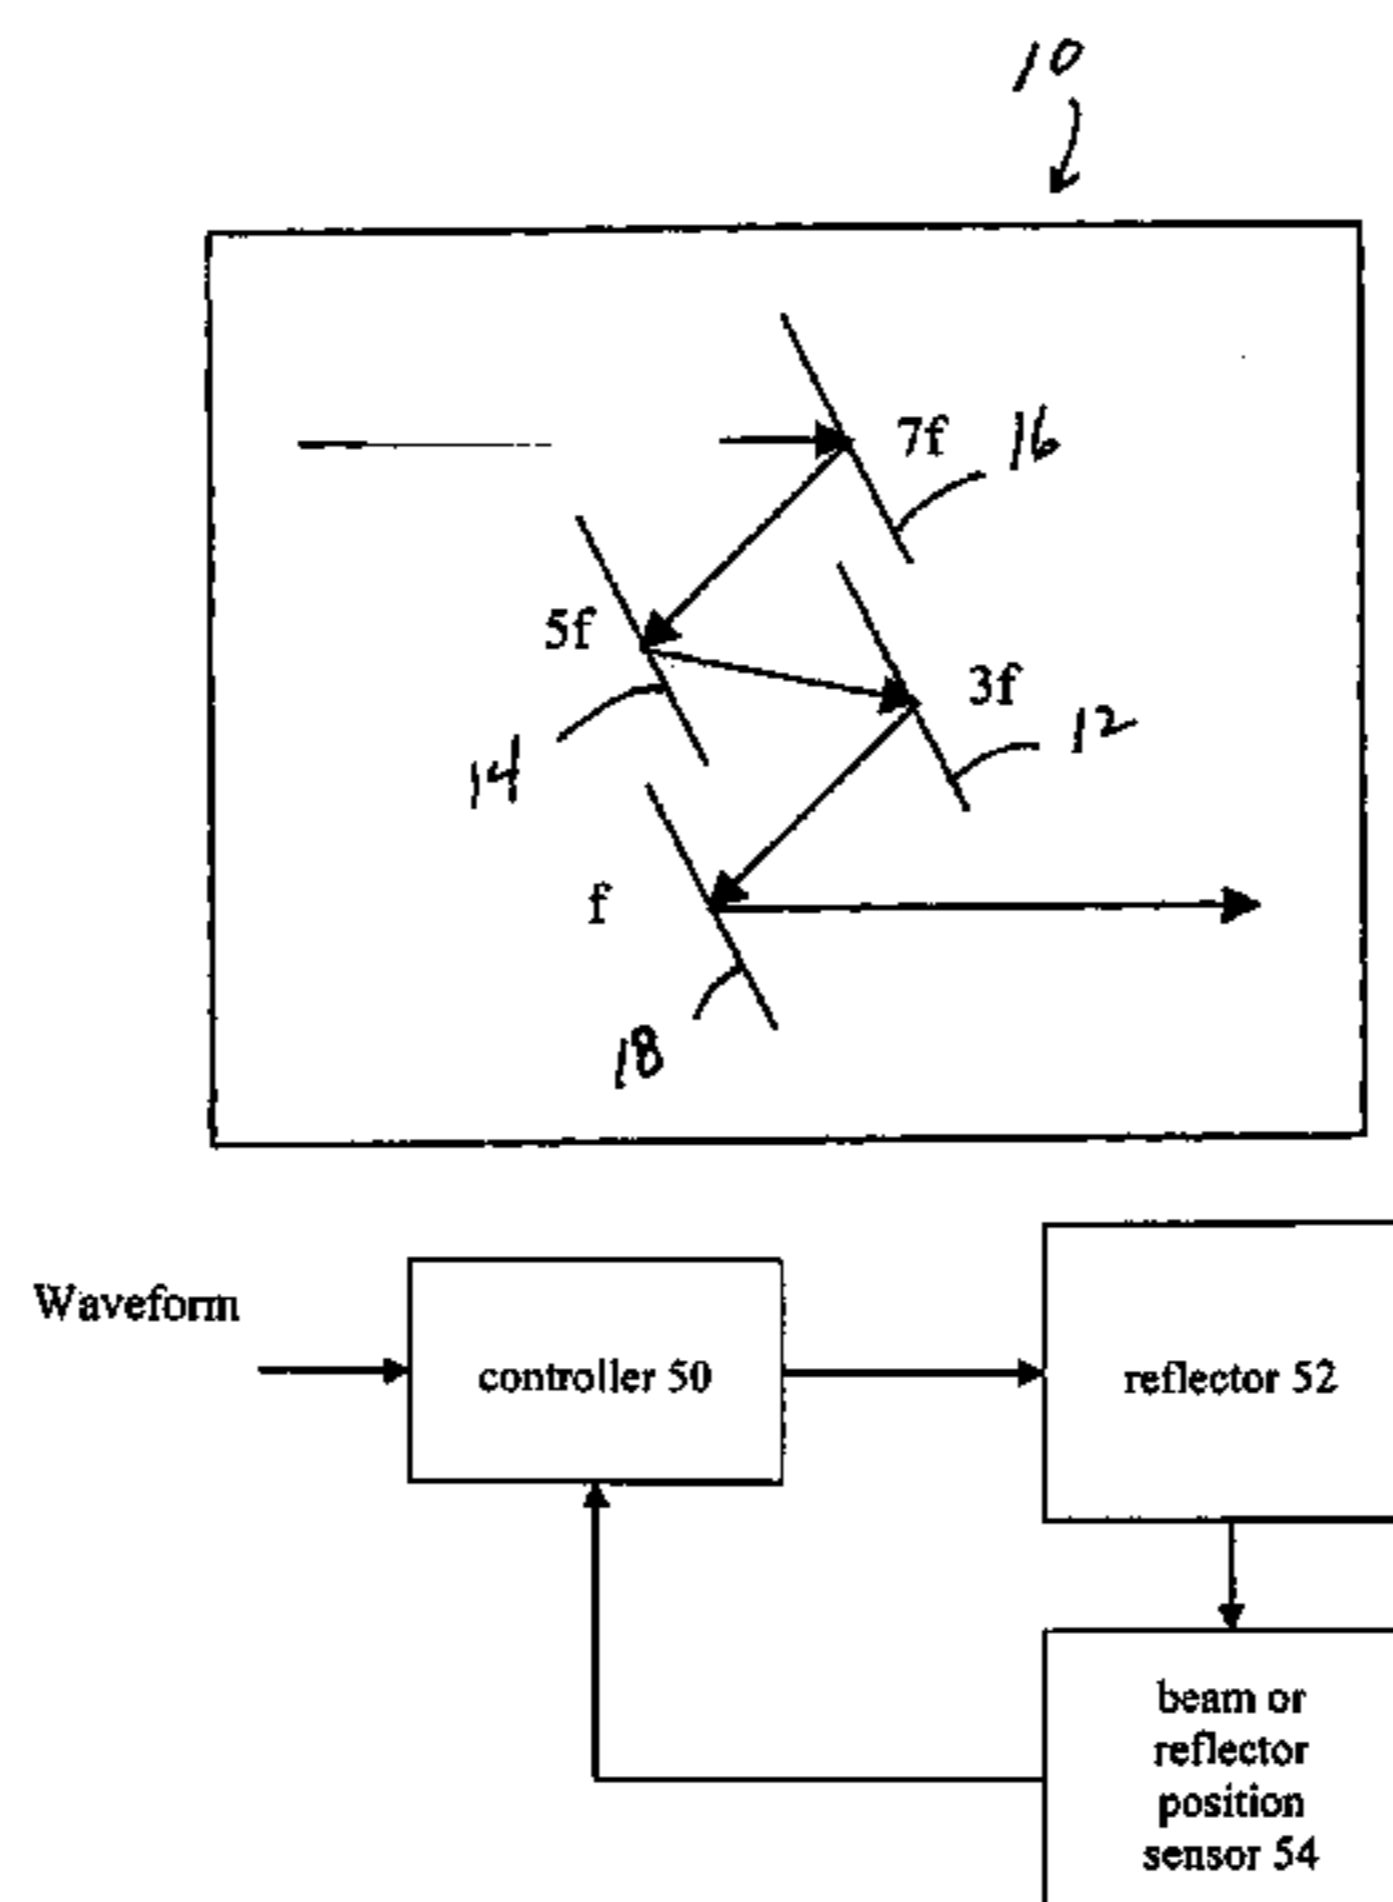 10
7f 16
5f
3f
12
14
f
18
Waveform
controller 50
reflector 52
beam or
reflector
position
sensor 54